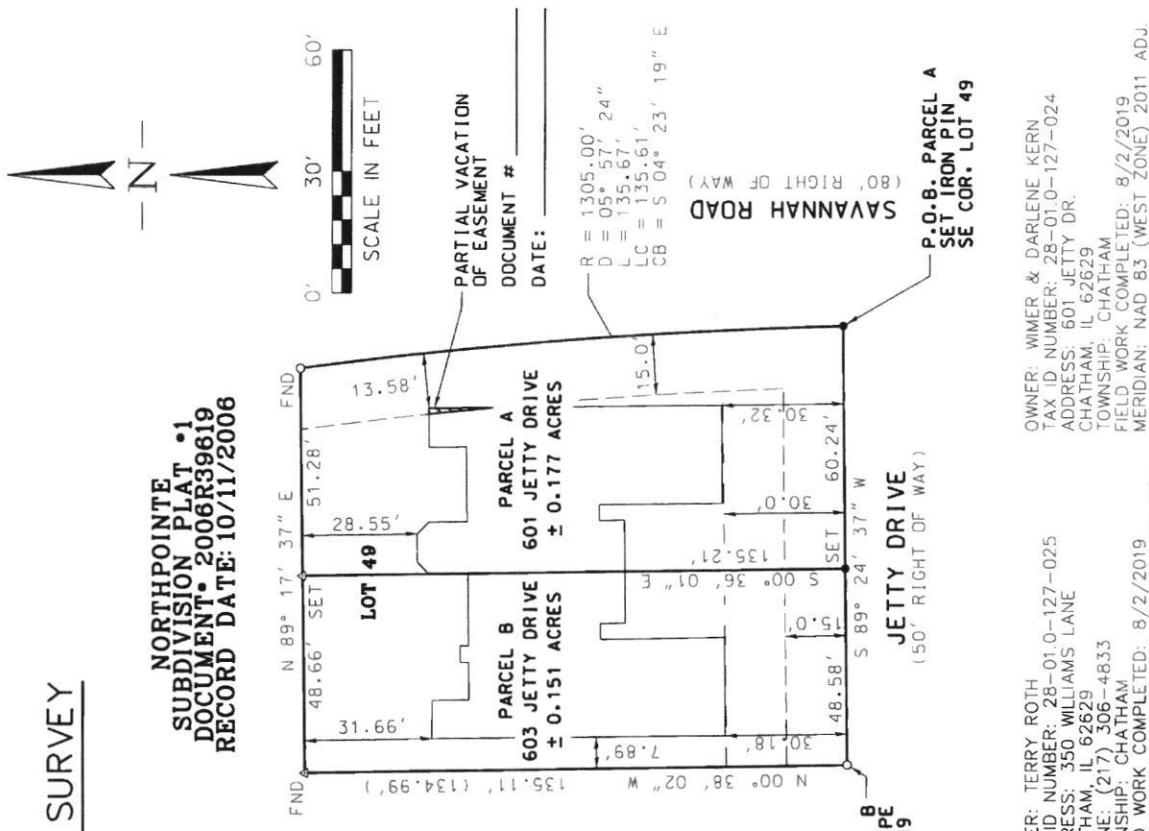 SURVEY
NORTHPOINTE
SUBDIVISION PLAT #1
DOCUMENT# 2006R39619
RECORD DATE: 10/11/2006
-N-
0' 30' 60'
SCALE IN FEET
PARTIAL VACATION
OF EASEMENT
DOCUMENT #
DATE:
R = 1305.00'
D = 05° 57' 24"
L = 135.67'
LC = 135.61'
CB = S 04° 23' 19" E
SAVANNAH ROAD
(80' RIGHT OF WAY)
P.O.B. PARCEL A
SET IRON PIN
SE COR. LOT 49
FND
N 89° 17' 37" E
FND
48.66'
SET
51.28'
13.58'
31.66'
28.55'
LOT 49
PARCEL B
603 JETTY DRIVE
± 0.151 ACRES
PARCEL A
601 JETTY DRIVE
± 0.177 ACRES
15.0'
N 00° 38' 02" W
135.11' (134.99')
7.89'
30.18'
15.0'
S 00° 36' 01" E
135.21'
30.0'
30.32'
48.58'
SET
60.24'
S 89° 24' 37" W
JETTY DRIVE
(50' RIGHT OF WAY)
B
PE
9
ER: TERRY ROTH
ID NUMBER: 28-01.0-127-025
RESS: 350 WILLIAMS LANE
THAM, IL 62629
NE: (217) 306-4833
NSHIP: CHATHAM
D WORK COMPLETED: 8/2/2019
OWNER: WIMER & DARLENE KERN
TAX ID NUMBER: 28-01.0-127-024
ADDRESS: 601 JETTY DR.
CHATHAM, IL 62629
TOWNSHIP: CHATHAM
FIELD WORK COMPLETED: 8/2/2019
MERIDIAN: NAD 83 (WEST ZONE) 2011 ADJ.